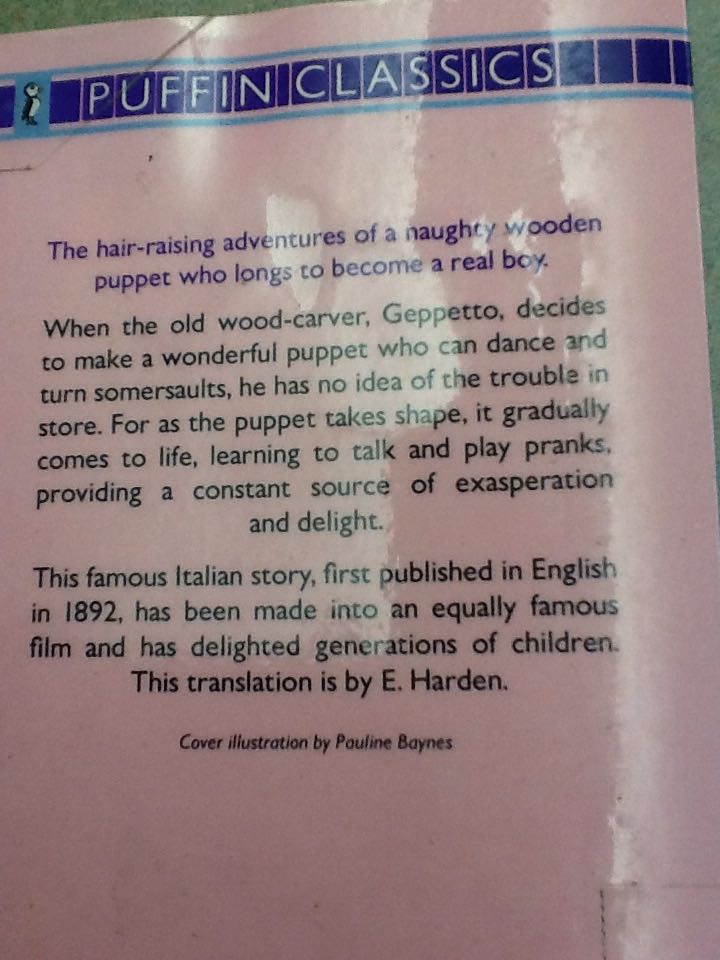 PUFFIN CLASSICS
The hair-raising adventures of a naughty wooden
puppet who longs to become a real boy.
When the old wood-carver, Geppetto, decides
to make a wonderful puppet who can dance and
turn somersaults, he has no idea of the trouble in
store. For as the puppet takes shape, it gradually
comes to life, learning to talk and play pranks,
providing a constant source of exasperation
and delight.
This famous Italian story, first published in English
in 1892, has been made into an equally famous
film and has delighted generations of children.
This translation is by E. Harden.
Cover illustration by Pauline Baynes